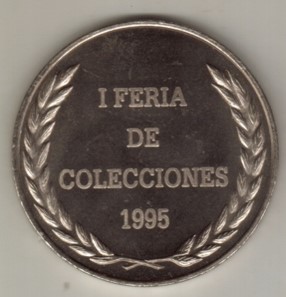 I FERIA
DE
COLECCIONES
1995